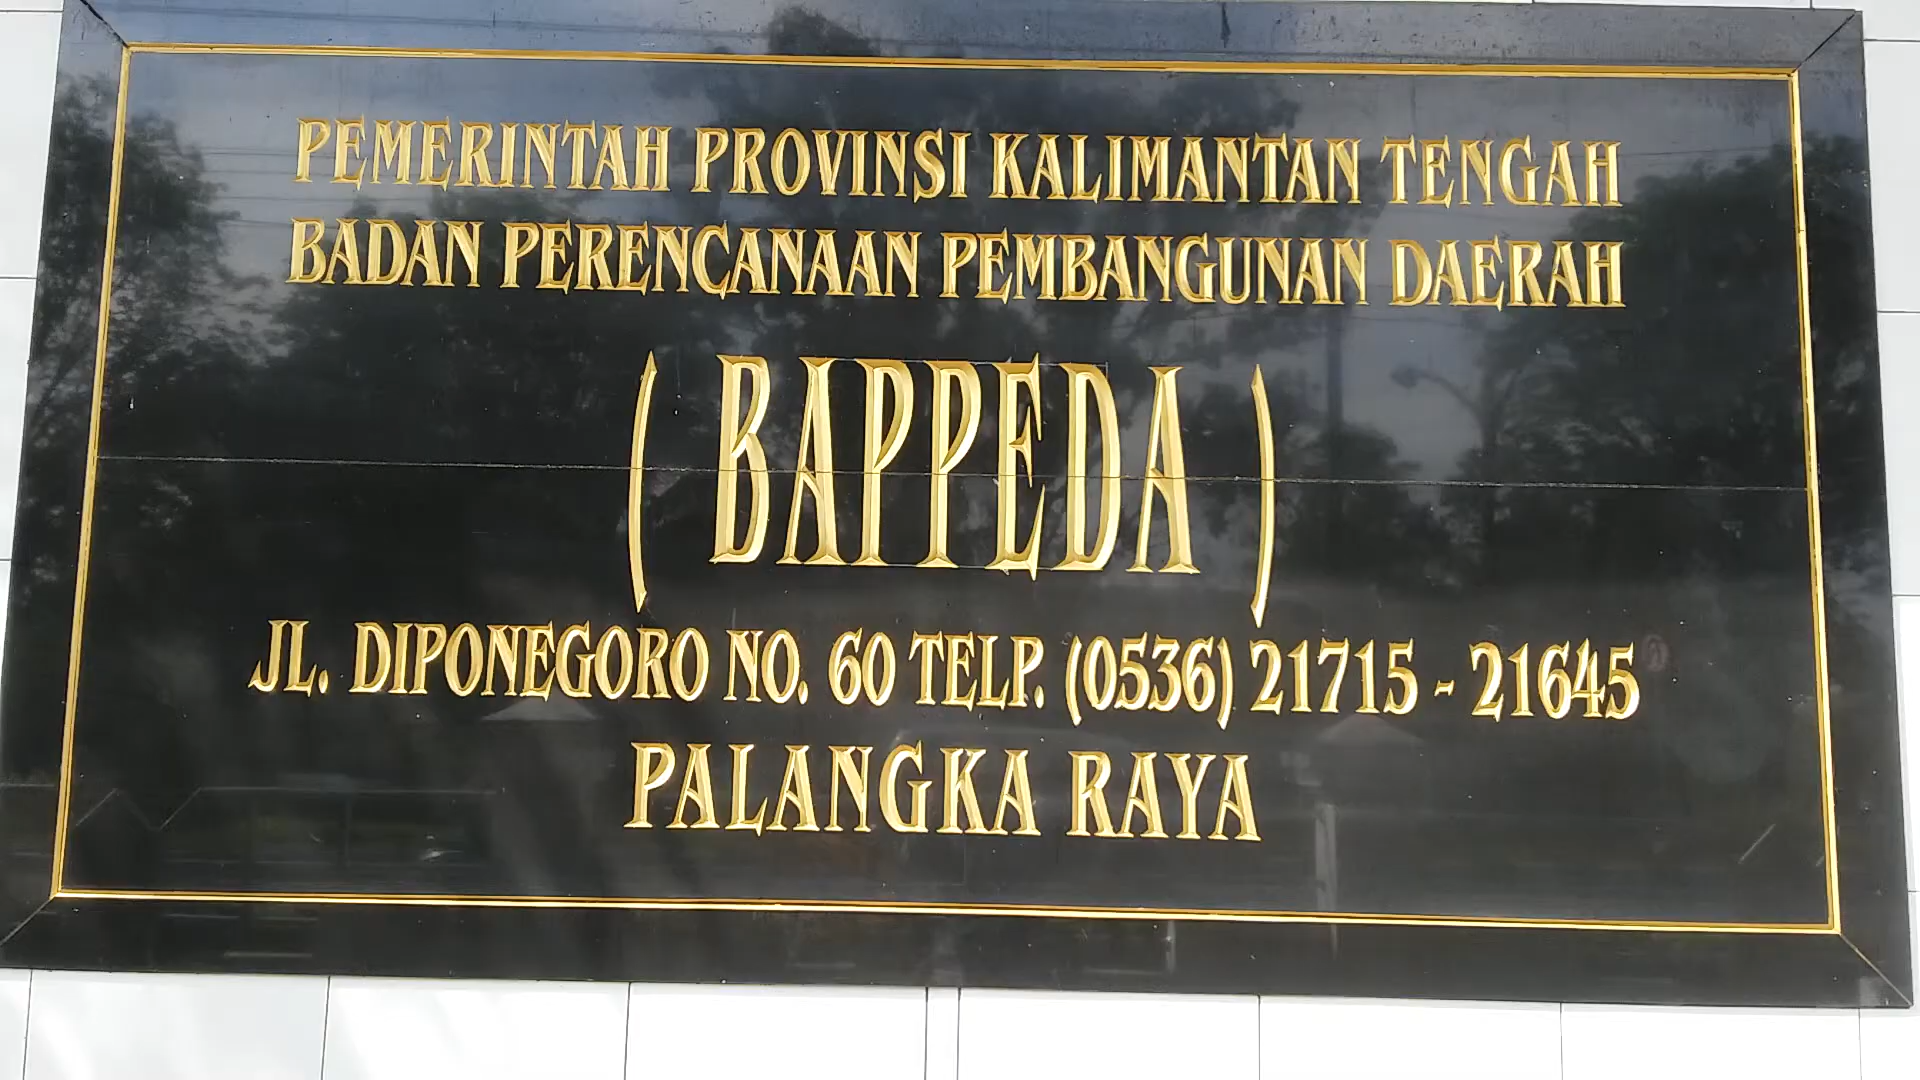 PEMERINTAH PROVINSI KALIMANTAN TENGAH
BADAN PERENCANAAN PEMBANGUNAN DAERAH
( BAPPEDA )
JL. DIPONEGORO NO. 60 TELP. (0536) 21715 - 21645
PALANGKA RAYA